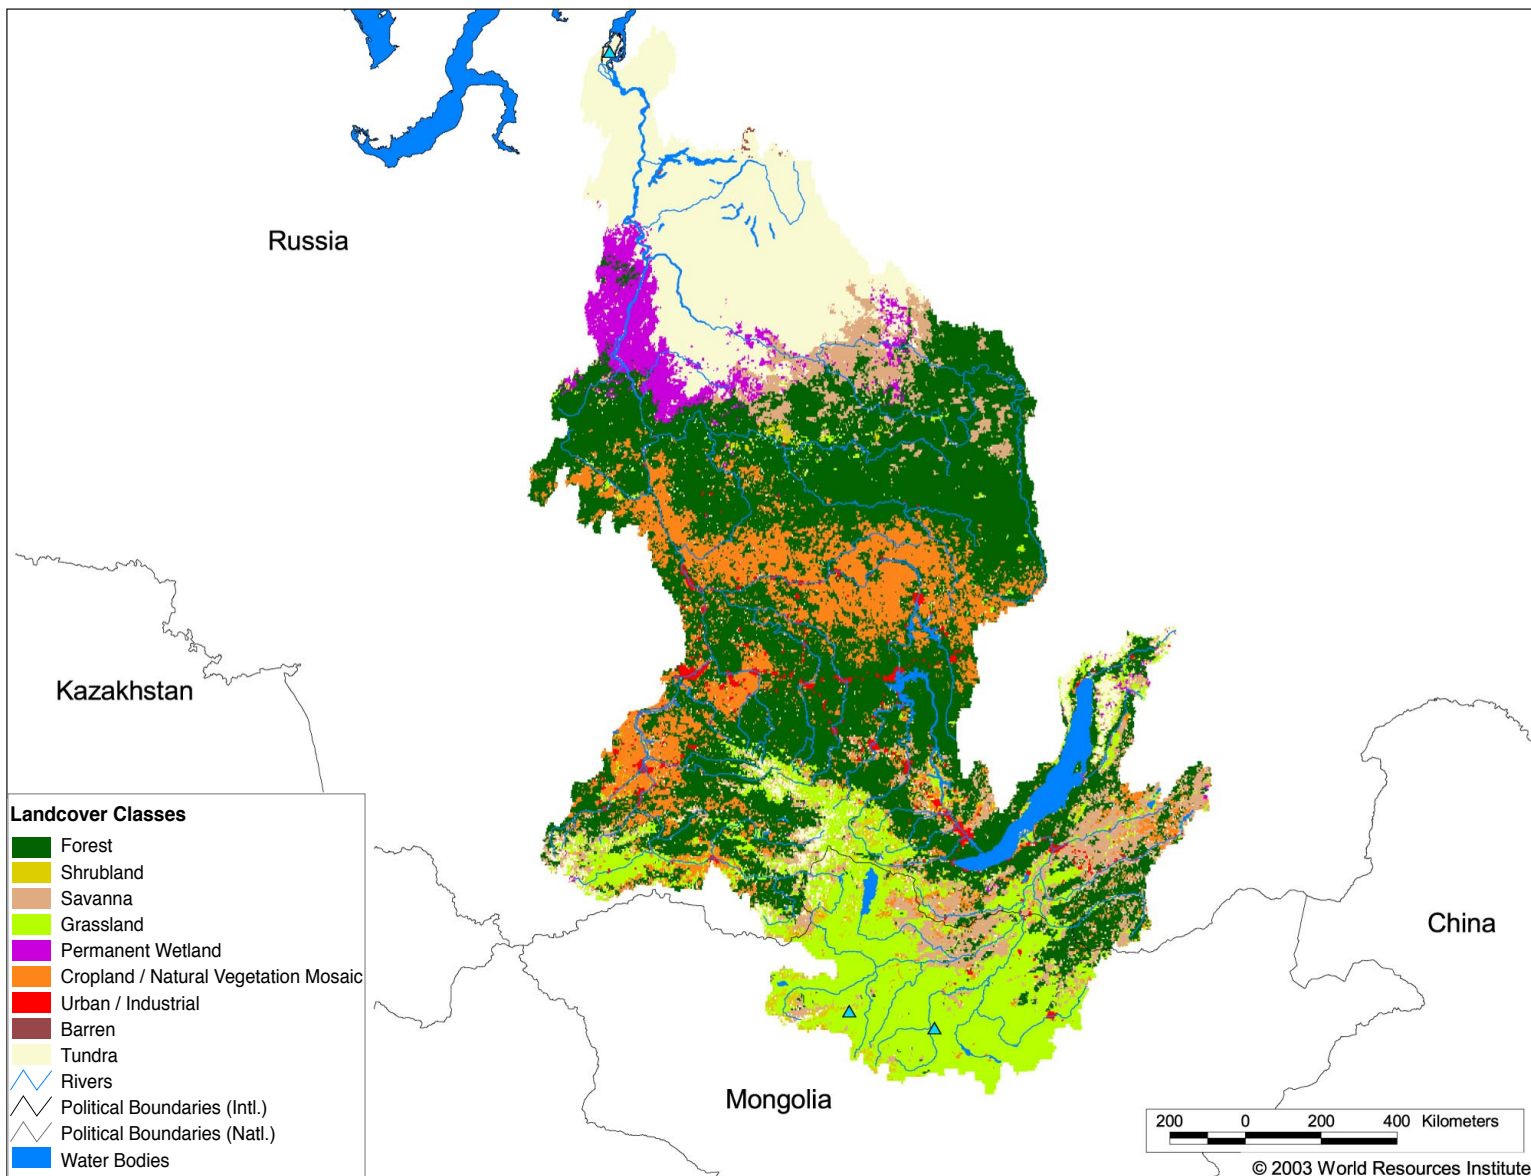 Russia
Kazakhstan
China
Mongolia
Landcover Classes
Forest
Shrubland
Savanna
Grassland
Permanent Wetland
Cropland / Natural Vegetation Mosaic
Urban / Industrial
Barren
Tundra
Rivers
Political Boundaries (Intl.)
Political Boundaries (Natl.)
Water Bodies
200 0 200 400 Kilometers
© 2003 World Resources Institute